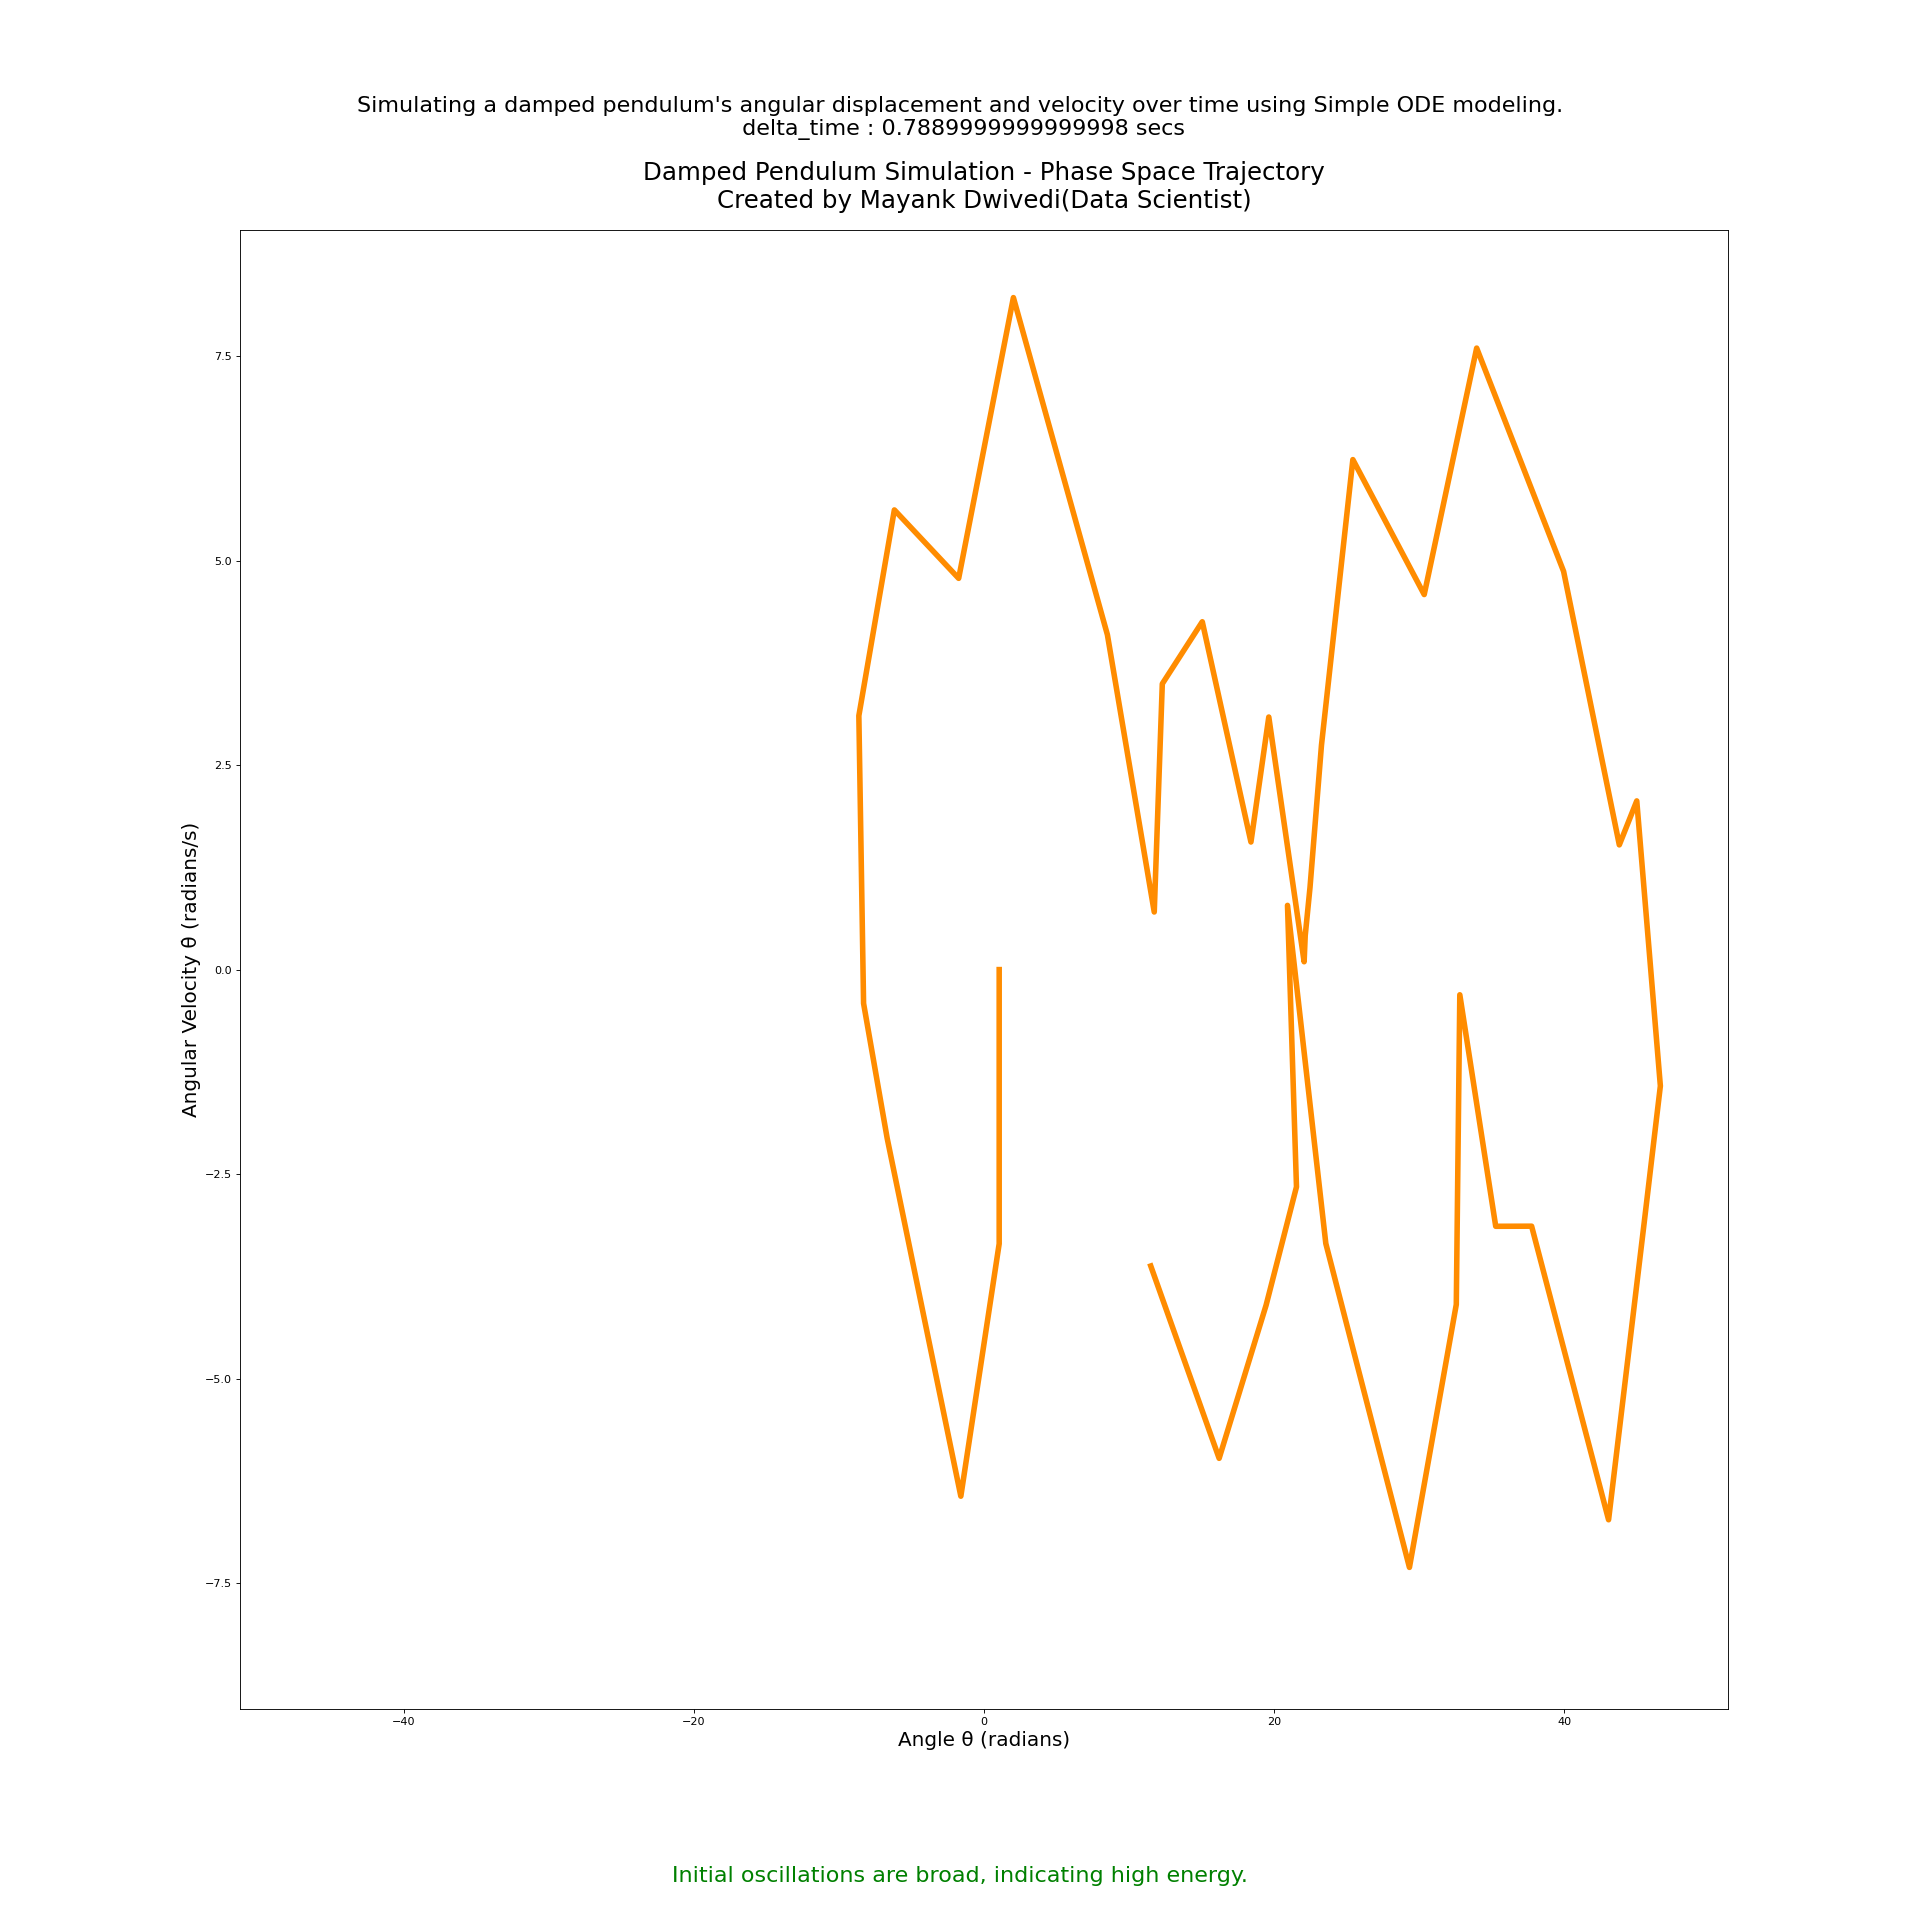 Simulating a damped pendulum's angular displacement and velocity over time using Simple ODE modeling.
delta_time : 0.7889999999999998 secs
Damped Pendulum Simulation - Phase Space Trajectory
Created by Mayank Dwivedi(Data Scientist)
Angular Velocity θ (radians/s)
7.5
5.0
2.5
0.0
−2.5
−5.0
−7.5
−40
−20
0
20
40
Angle θ (radians)
Initial oscillations are broad, indicating high energy.